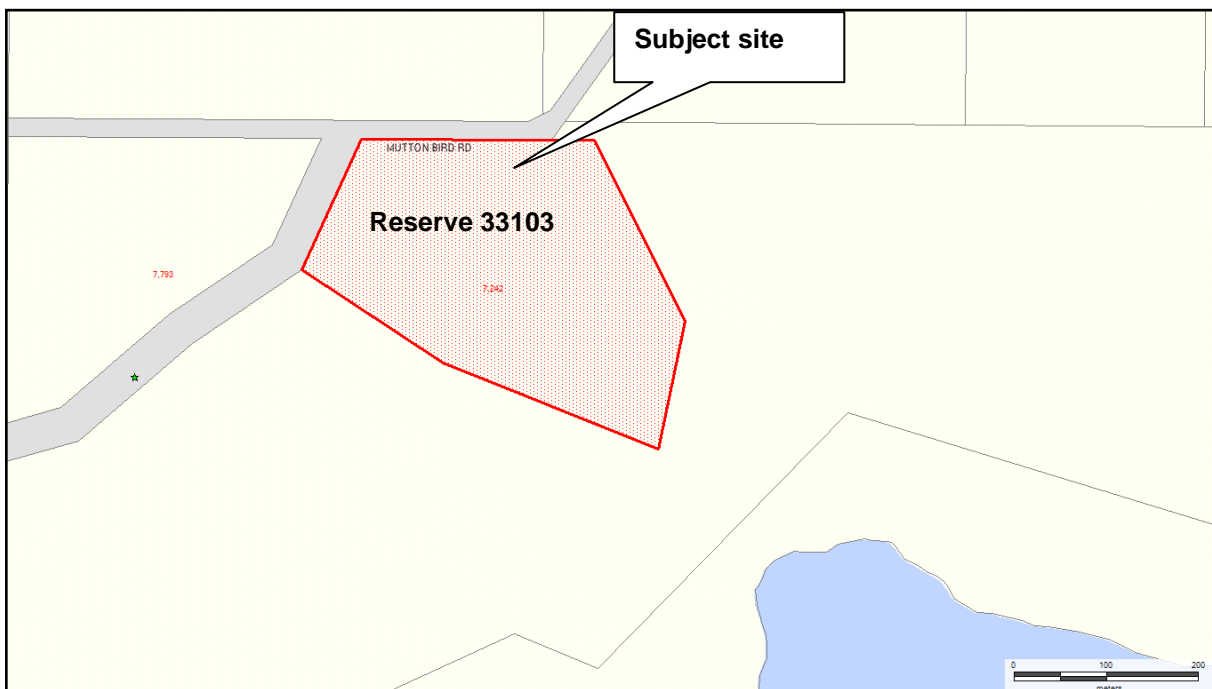 Subject site
MUTTON BIRD RD
Reserve 33103
7,793
7,242
0 100 200
meters